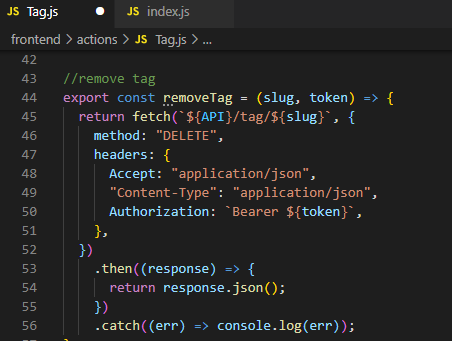 JS Tag.js
JS index.js
frontend > actions > JS Tag.js > ...
42
43 //remove tag
44 export const removeTag = (slug, token) => {
45   return fetch(`${API}/tag/${slug}`, {
46     method: "DELETE",
47     headers: {
48       Accept: "application/json",
49       "Content-Type": "application/json",
50       Authorization: `Bearer ${token}`,
51     },
52   })
53     .then((response) => {
54       return response.json();
55     })
56     .catch((err) => console.log(err));